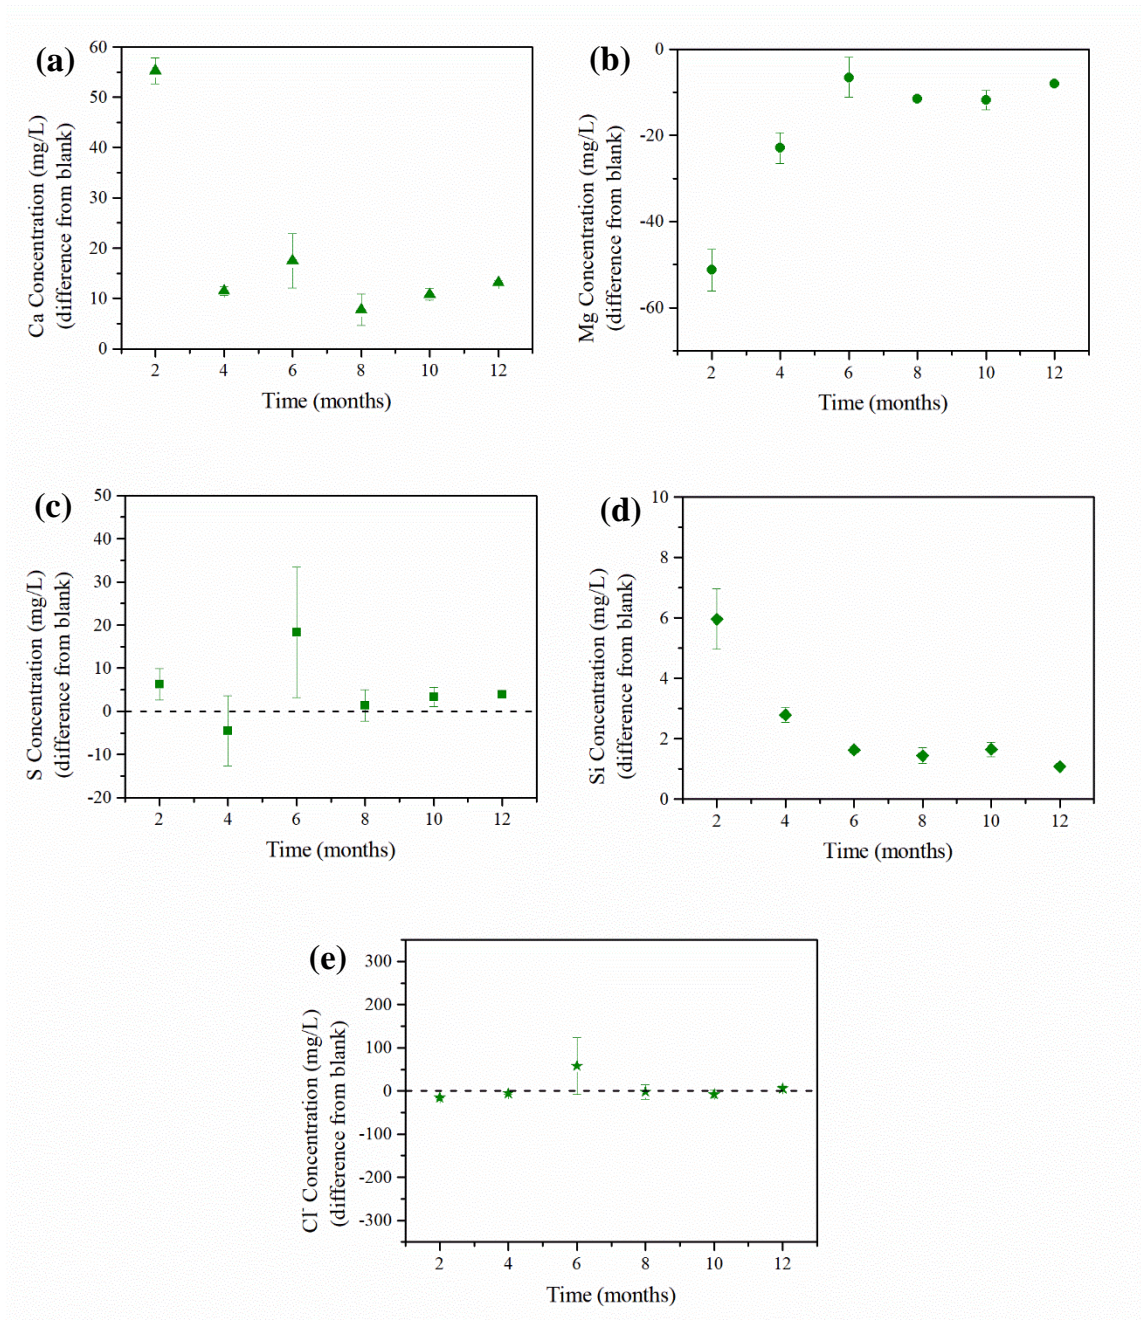 (a)
60
50
40
30
20
10
0
2 4 6 8 10 12
Ca Concentration (mg/L)
(difference from blank)
Time (months)
(b)
0
-20
-40
-60
2 4 6 8 10 12
Mg Concentration (mg/L)
(difference from blank)
Time (months)
(c)
50
40
30
20
10
0
-10
-20
2 4 6 8 10 12
S Concentration (mg/L)
(difference from blank)
Time (months)
(d)
10
8
6
4
2
0
2 4 6 8 10 12
Si Concentration (mg/L)
(difference from blank)
Time (months)
(e)
300
200
100
0
-100
-200
-300
2 4 6 8 10 12
Cl⁻ Concentration (mg/L)
(difference from blank)
Time (months)